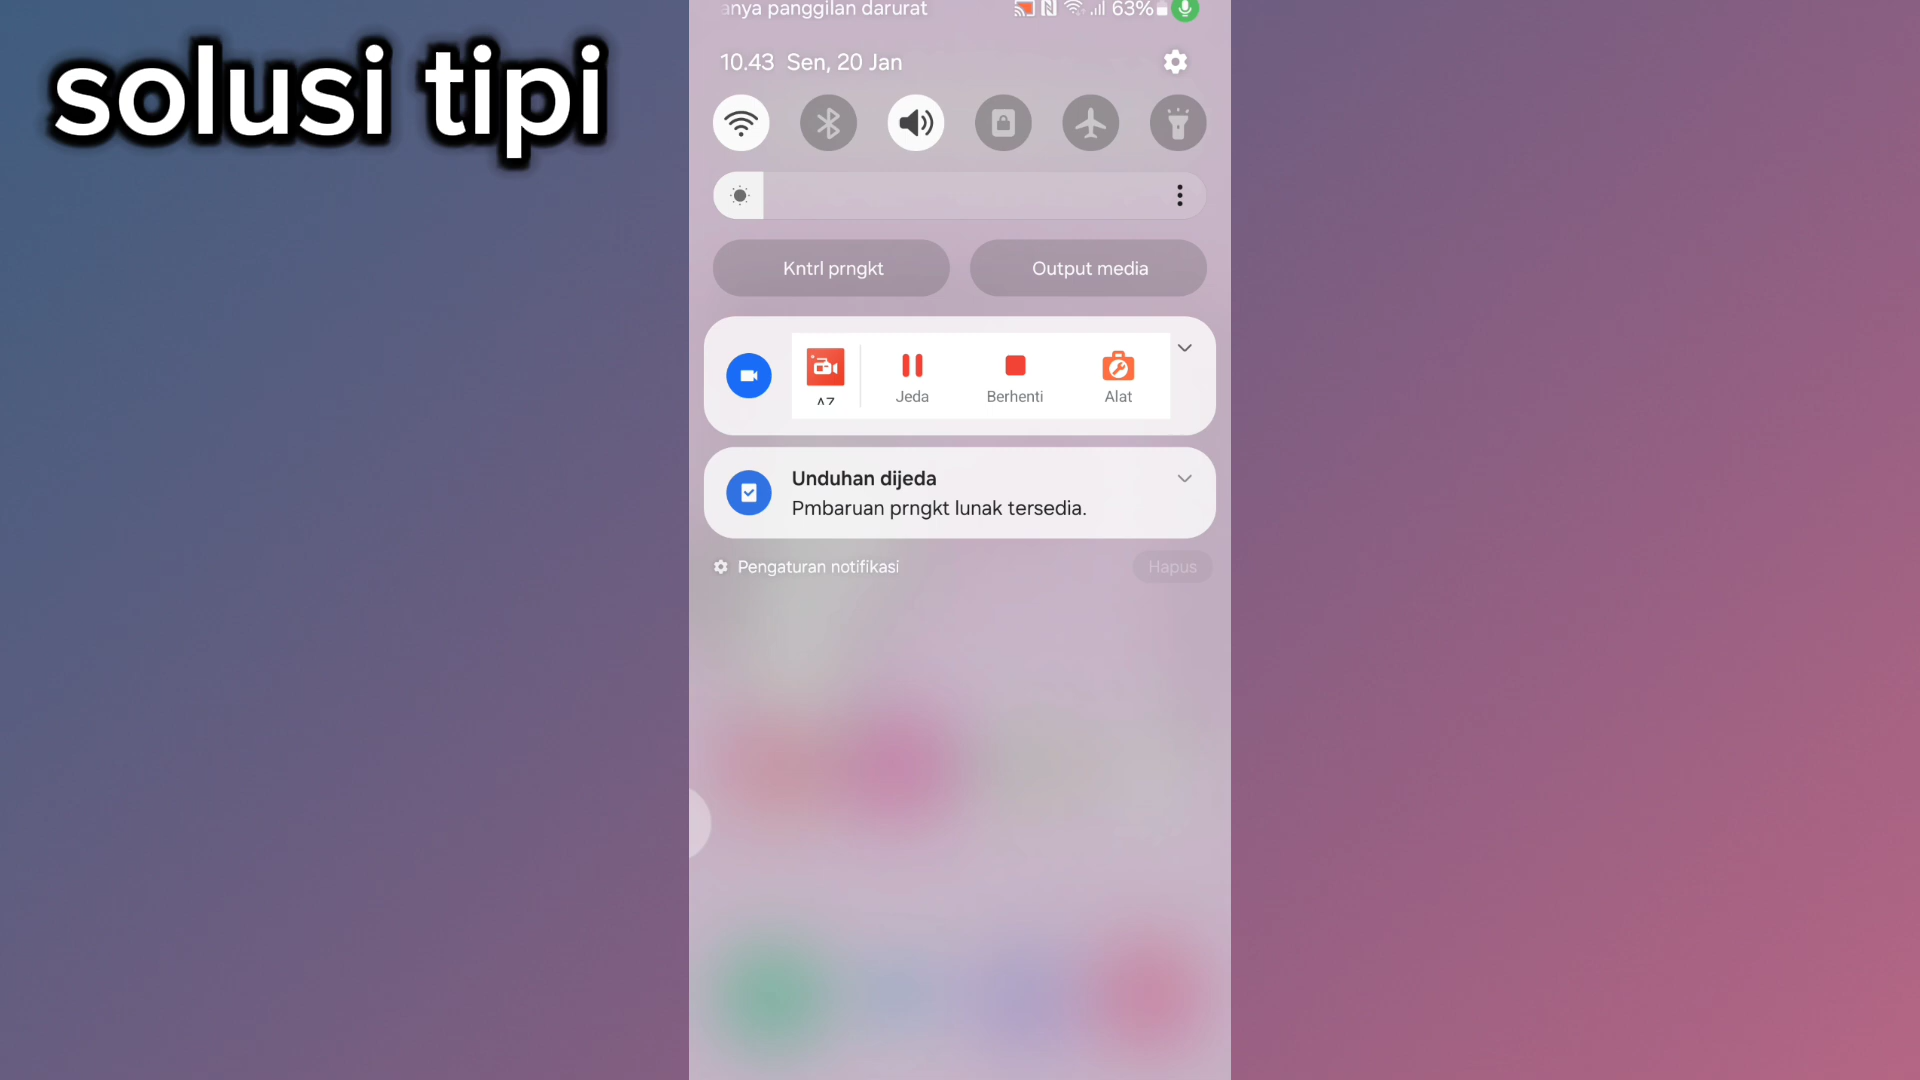 solusi tipi
anya panggilan darurat 63%
10.43 Sen, 20 Jan
Kntrl prngkt Output media
AZ Jeda Berhenti Alat
Unduhan dijeda
Pmbaruan prngkt lunak tersedia.
Pengaturan notifikasi Hapus